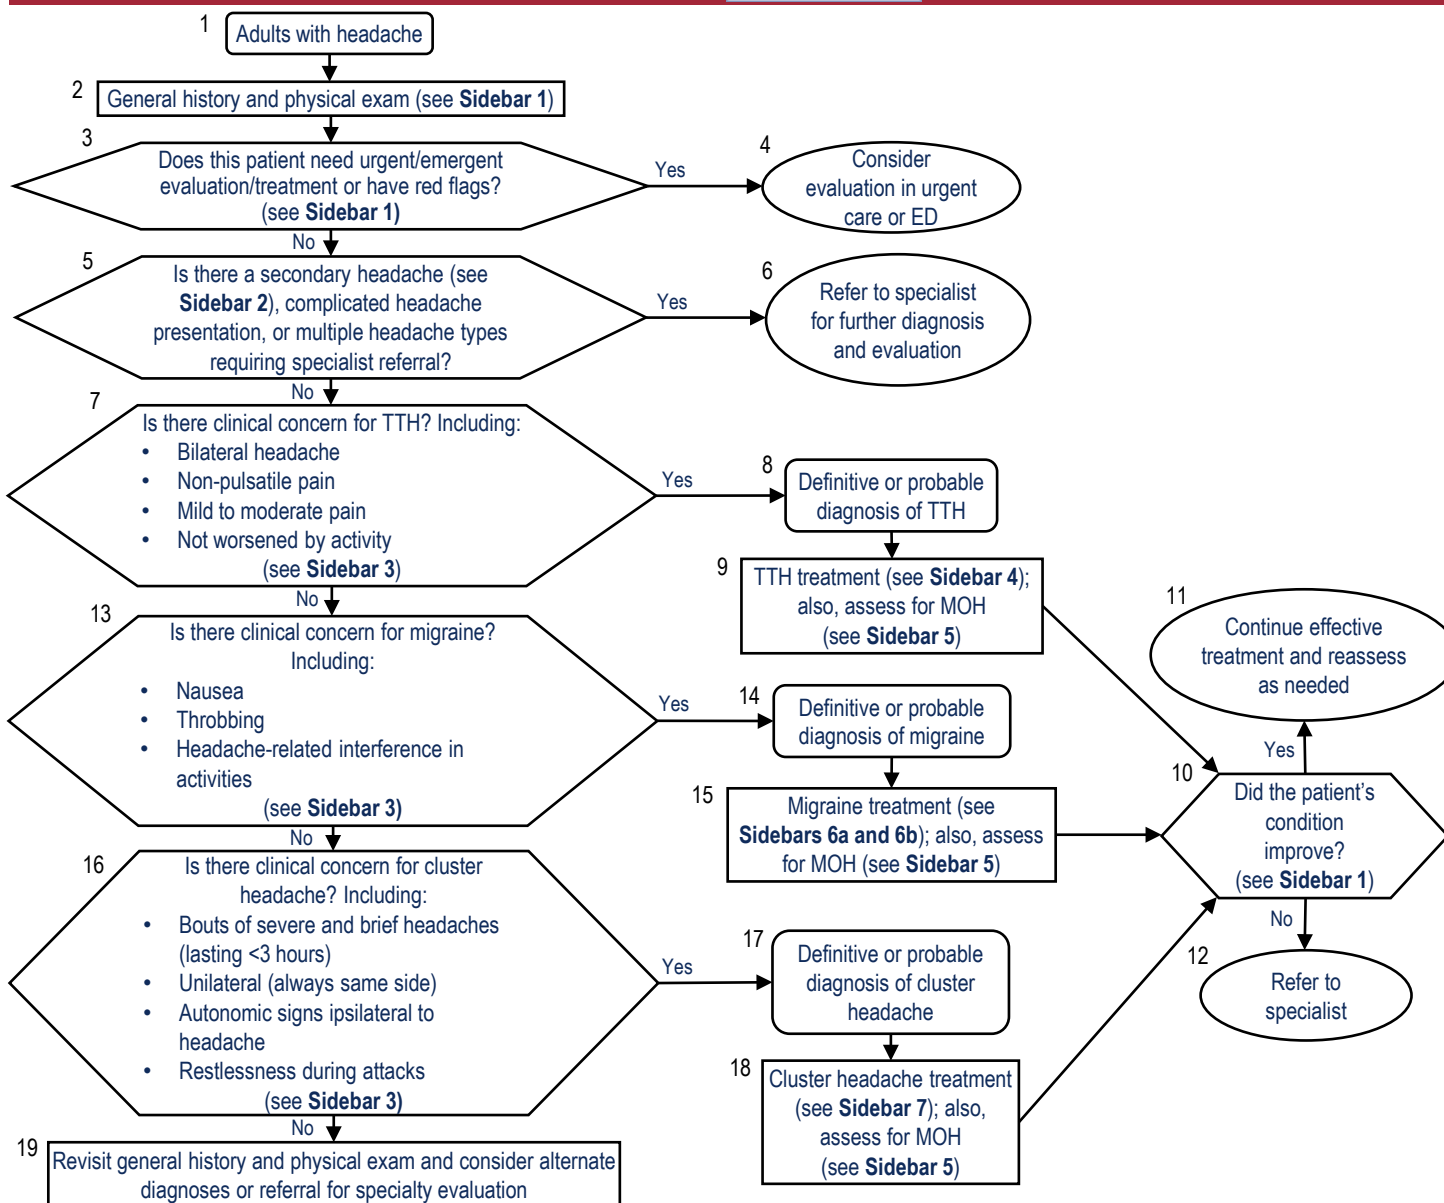 1
Adults with headache
2
General history and physical exam (see Sidebar 1)
3
Does this patient need urgent/emergent
evaluation/treatment or have red flags?
(see Sidebar 1)
Yes
4
Consider
evaluation in urgent
care or ED
No
5
Is there a secondary headache (see
Sidebar 2), complicated headache
presentation, or multiple headache types
requiring specialist referral?
Yes
6
Refer to specialist
for further diagnosis
and evaluation
No
7
Is there clinical concern for TTH? Including:
• Bilateral headache
• Non-pulsatile pain
• Mild to moderate pain
• Not worsened by activity
(see Sidebar 3)
Yes
8
Definitive or probable
diagnosis of TTH
9
TTH treatment (see Sidebar 4);
also, assess for MOH
(see Sidebar 5)
No
13
Is there clinical concern for migraine?
Including:
• Nausea
• Throbbing
• Headache-related interference in
activities
(see Sidebar 3)
Yes
14
Definitive or probable
diagnosis of migraine
15
Migraine treatment (see
Sidebars 6a and 6b); also, assess
for MOH (see Sidebar 5)
11
Continue effective
treatment and reassess
as needed
Yes
10
Did the patient's
condition
improve?
(see Sidebar 1)
No
12
Refer to
specialist
No
16
Is there clinical concern for cluster
headache? Including:
• Bouts of severe and brief headaches
(lasting <3 hours)
• Unilateral (always same side)
• Autonomic signs ipsilateral to
headache
• Restlessness during attacks
(see Sidebar 3)
Yes
17
Definitive or probable
diagnosis of cluster
headache
18
Cluster headache treatment
(see Sidebar 7); also,
assess for MOH
(see Sidebar 5)
No
19
Revisit general history and physical exam and consider alternate
diagnoses or referral for specialty evaluation